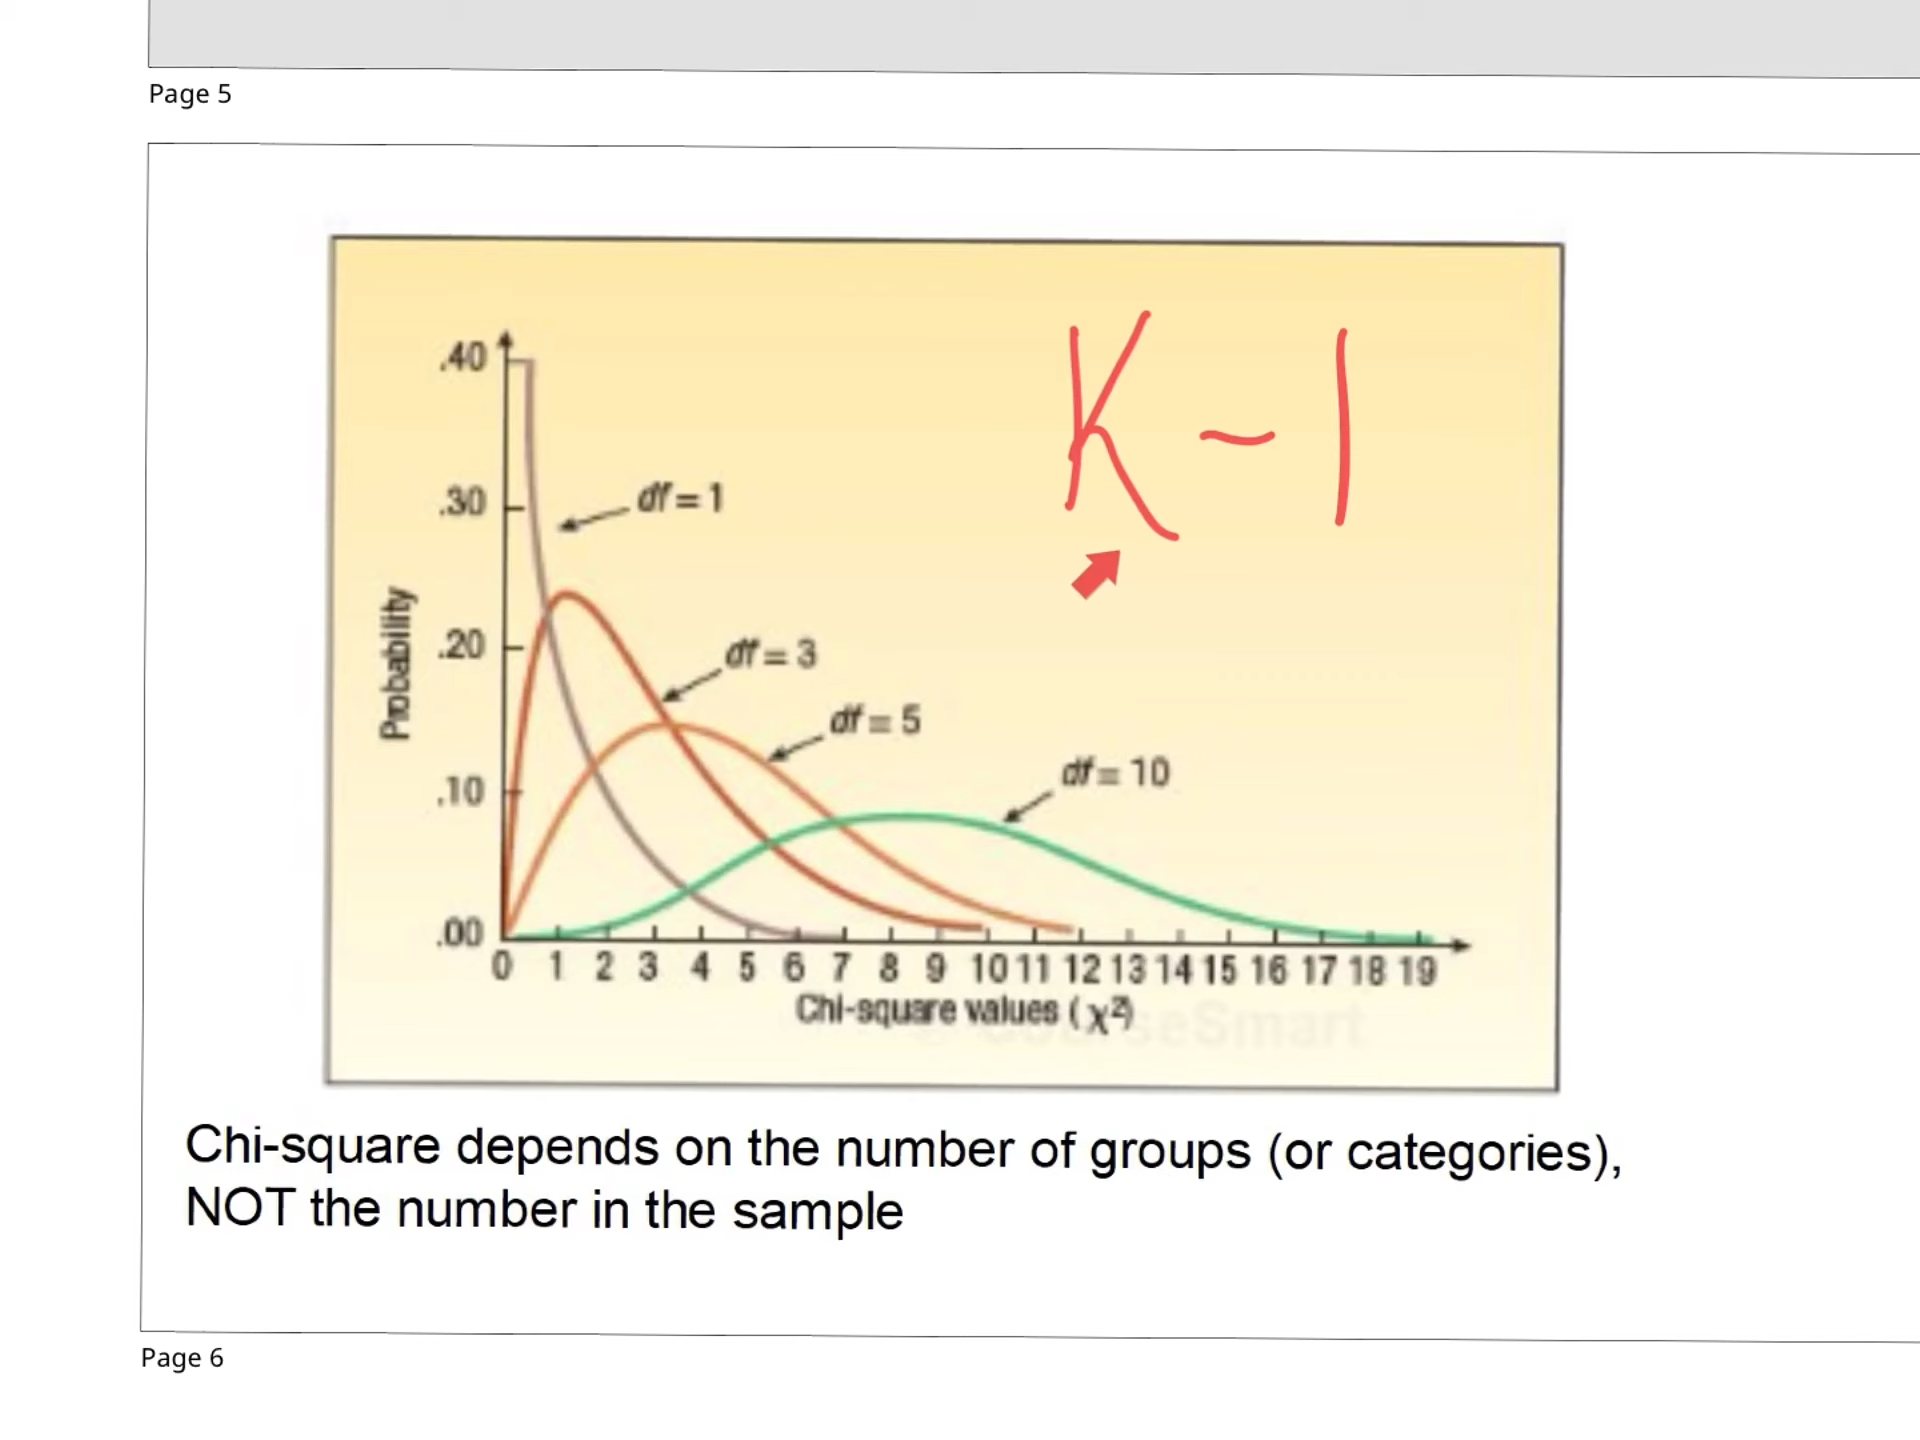 Page 5
K - 1
.40
.30
.20
.10
.00
Probability
df = 1
df = 3
df = 5
df = 10
0 1 2 3 4 5 6 7 8 9 10 11 12 13 14 15 16 17 18 19
Chi-square values (χ²)
Chi-square depends on the number of groups (or categories),
NOT the number in the sample
Page 6